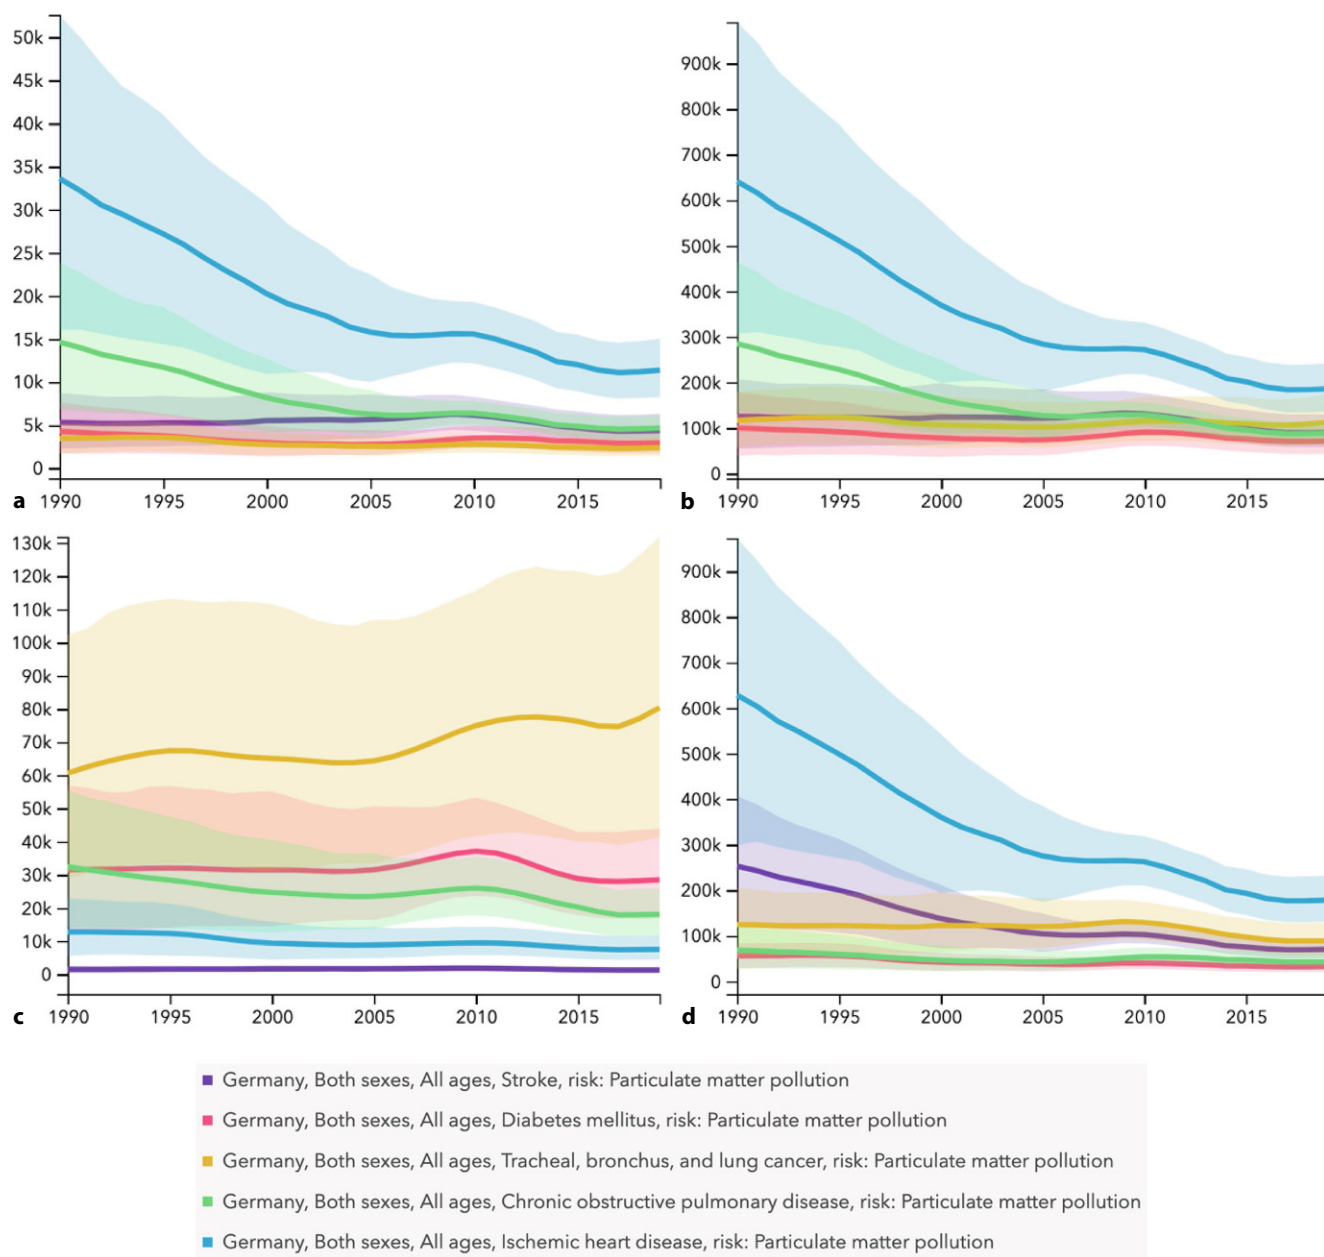 50k
45k
40k
35k
30k
25k
20k
15k
10k
5k
0
1990 1995 2000 2005 2010 2015
a
900k
800k
700k
600k
500k
400k
300k
200k
100k
0
1990 1995 2000 2005 2010 2015
b
130k
120k
110k
100k
90k
80k
70k
60k
50k
40k
30k
20k
10k
0
1990 1995 2000 2005 2010 2015
c
900k
800k
700k
600k
500k
400k
300k
200k
100k
0
1990 1995 2000 2005 2010 2015
d
Germany, Both sexes, All ages, Stroke, risk: Particulate matter pollution
Germany, Both sexes, All ages, Diabetes mellitus, risk: Particulate matter pollution
Germany, Both sexes, All ages, Tracheal, bronchus, and lung cancer, risk: Particulate matter pollution
Germany, Both sexes, All ages, Chronic obstructive pulmonary disease, risk: Particulate matter pollution
Germany, Both sexes, All ages, Ischemic heart disease, risk: Particulate matter pollution